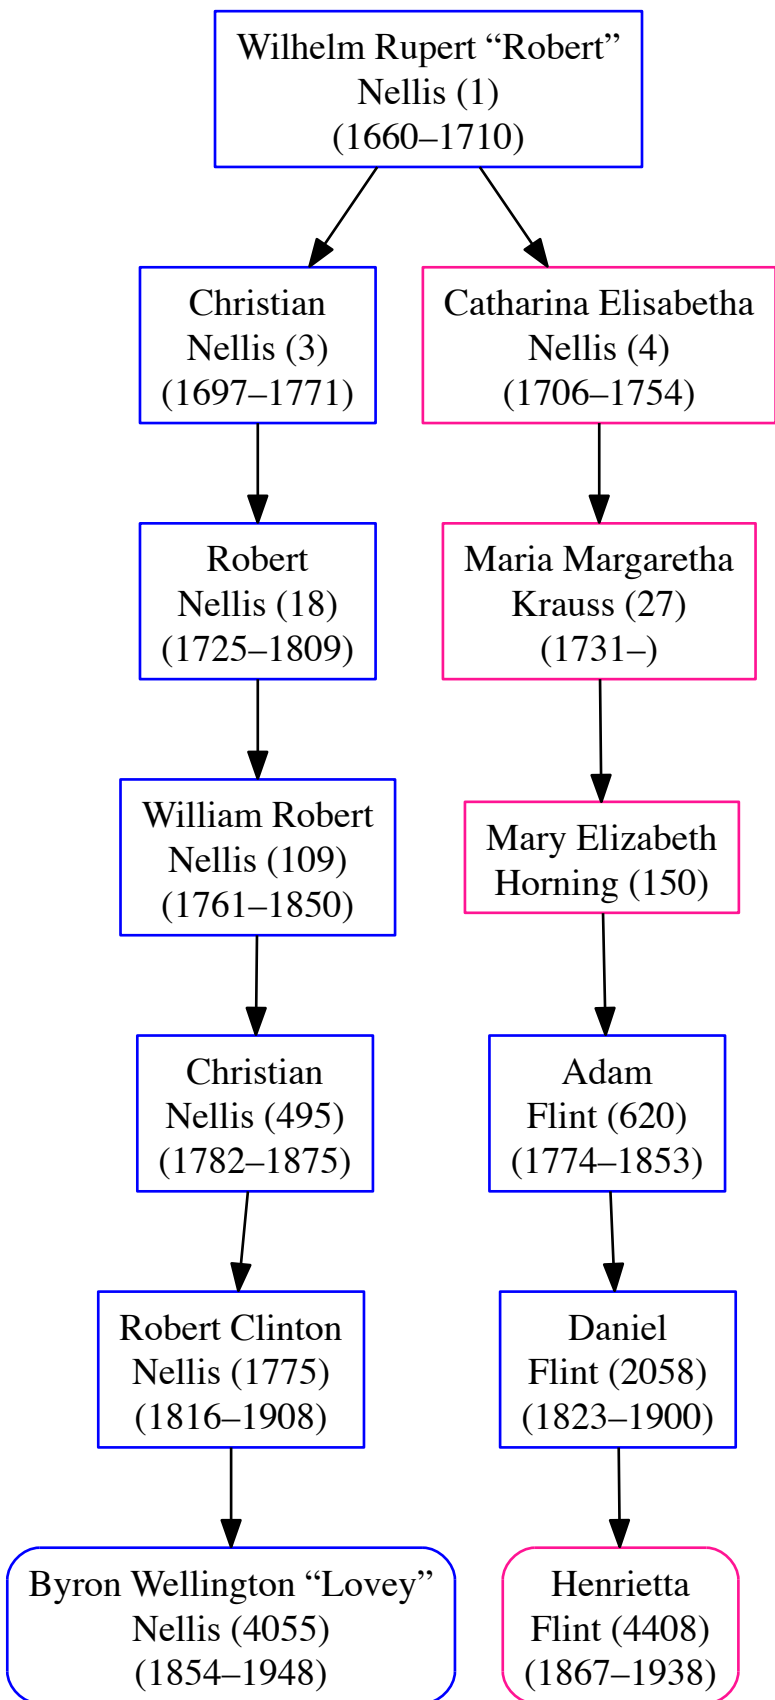 Wilhelm Rupert “Robert”
Nellis (1)
(1660–1710)
Christian
Nellis (3)
(1697–1771)
Catharina Elisabetha
Nellis (4)
(1706–1754)
Robert
Nellis (18)
(1725–1809)
Maria Margaretha
Krauss (27)
(1731–)
William Robert
Nellis (109)
(1761–1850)
Mary Elizabeth
Horning (150)
Christian
Nellis (495)
(1782–1875)
Adam
Flint (620)
(1774–1853)
Robert Clinton
Nellis (1775)
(1816–1908)
Daniel
Flint (2058)
(1823–1900)
Byron Wellington “Lovey”
Nellis (4055)
(1854–1948)
Henrietta
Flint (4408)
(1867–1938)